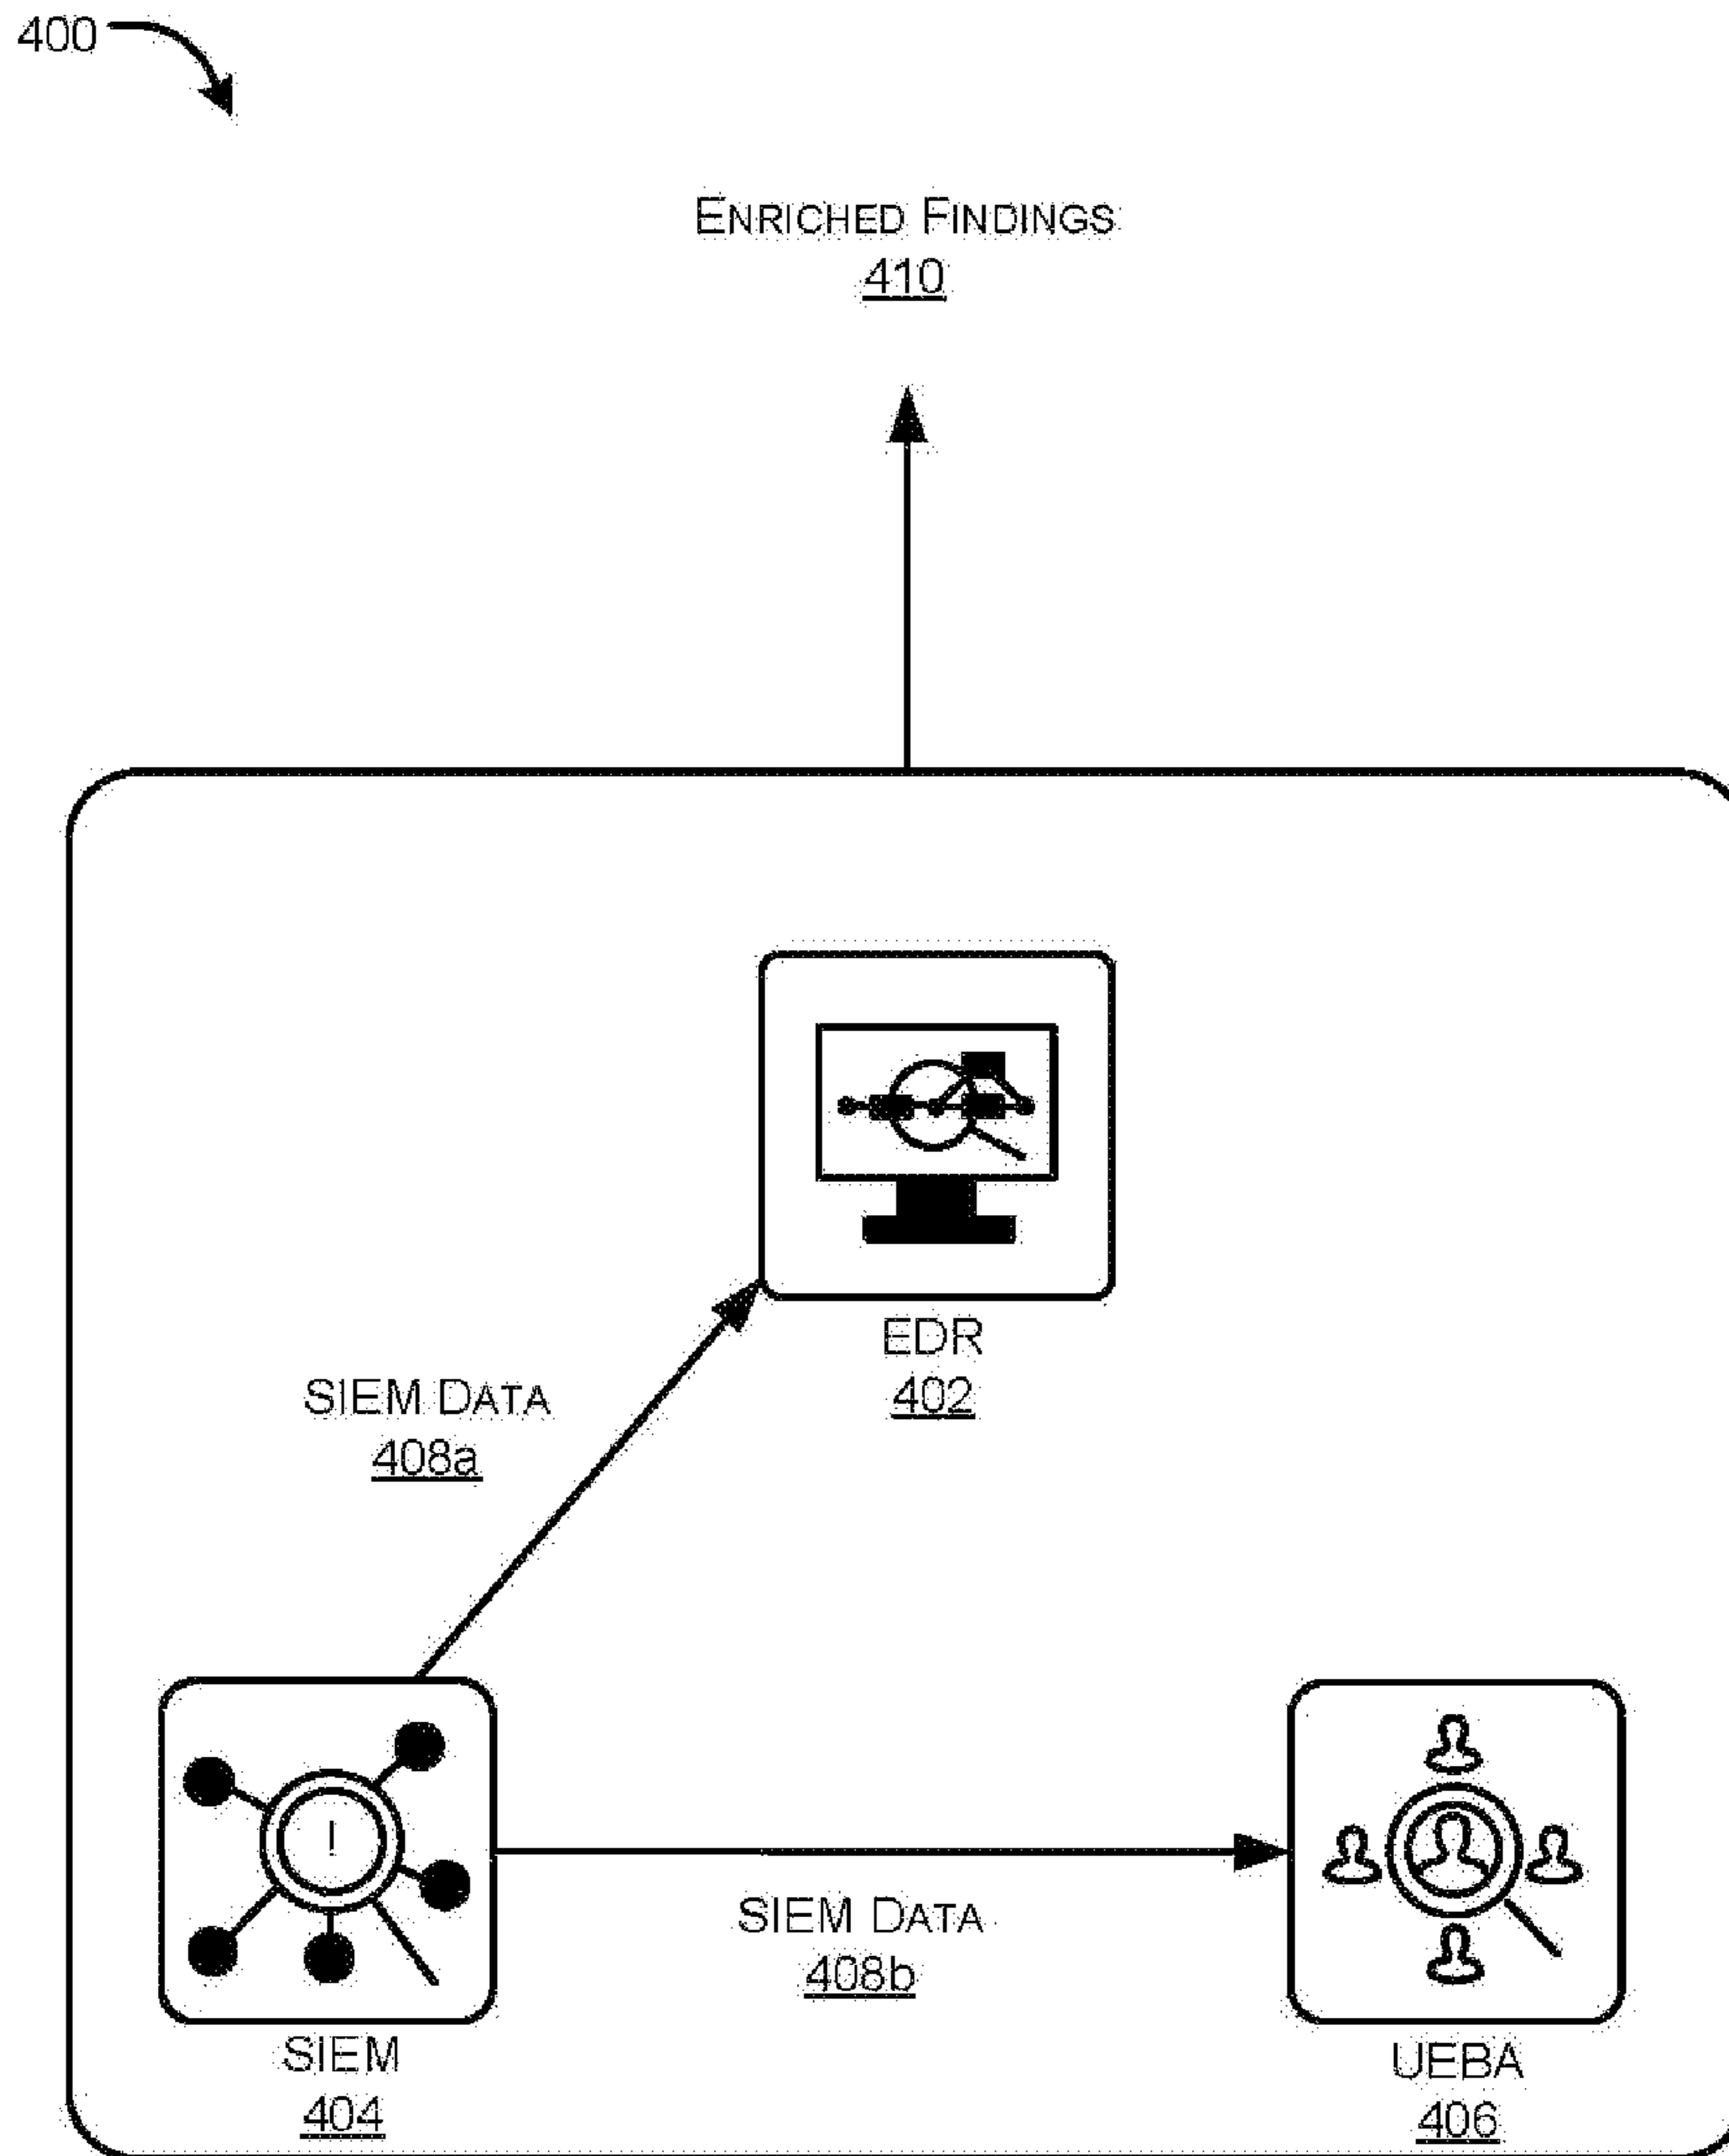 400
ENRICHED FINDINGS
410
EDR
402
SIEM DATA
408a
!
SIEM DATA
408b
SIEM
404
UEBA
406